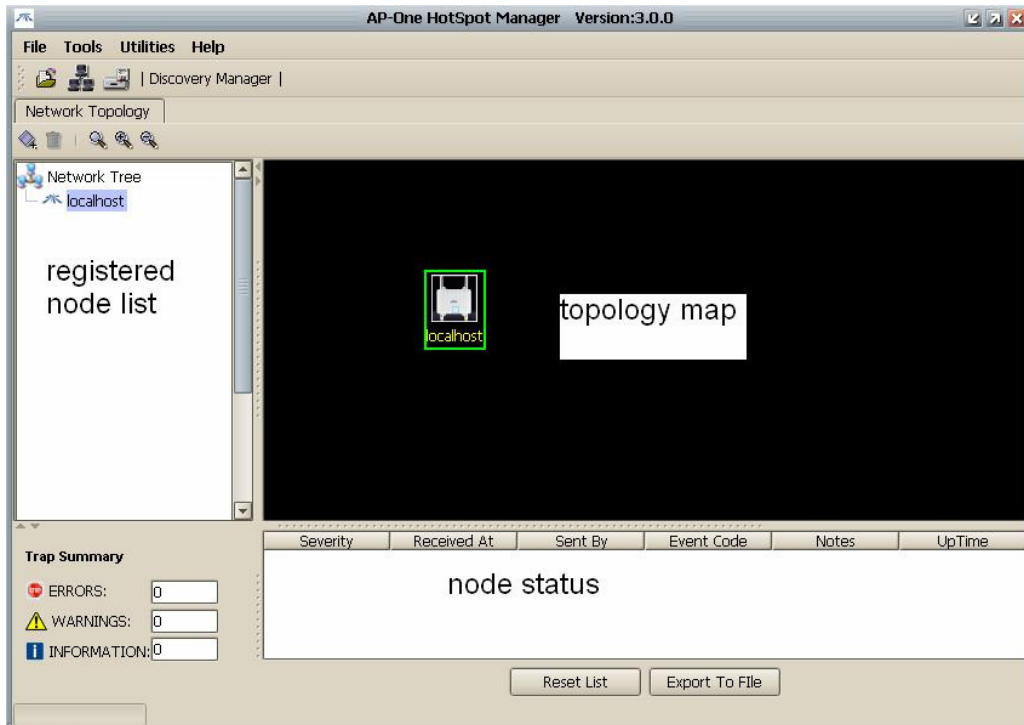 AP-One HotSpot Manager Version:3.0.0
File Tools Utilities Help
| Discovery Manager |
Network Topology
Network Tree
localhost
registered
node list
localhost
topology map
Trap Summary
ERRORS: 0
WARNINGS: 0
INFORMATION: 0
Severity Received At Sent By Event Code Notes UpTime
node status
Reset List Export To FIle